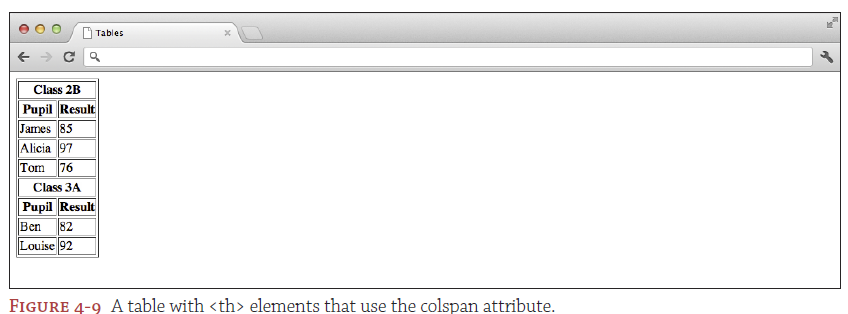 Tables
Class 2B
Pupil Result
James 85
Alicia 97
Tom 76
Class 3A
Pupil Result
Ben 82
Louise 92
FIGURE 4-9 A table with <th> elements that use the colspan attribute.